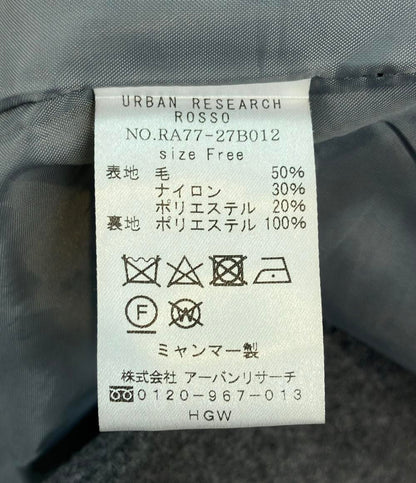 URBAN RESEARCH
ROSSO
NO.RA77-27B012
size Free
表地 毛 50%
ナイロン 30%
ポリエステル 20%
裏地 ポリエステル 100%
F W
ミャンマー製
株式会社 アーバンリサーチ
0120-967-013
HGW